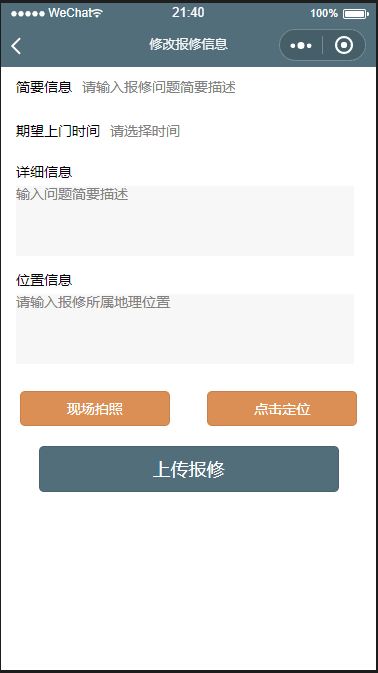 WeChat 21:40 100%
修改报修信息
简要信息 请输入报修问题简要描述
期望上门时间 请选择时间
详细信息
输入问题简要描述
位置信息
请输入报修所属地理位置
现场拍照 点击定位
上传报修